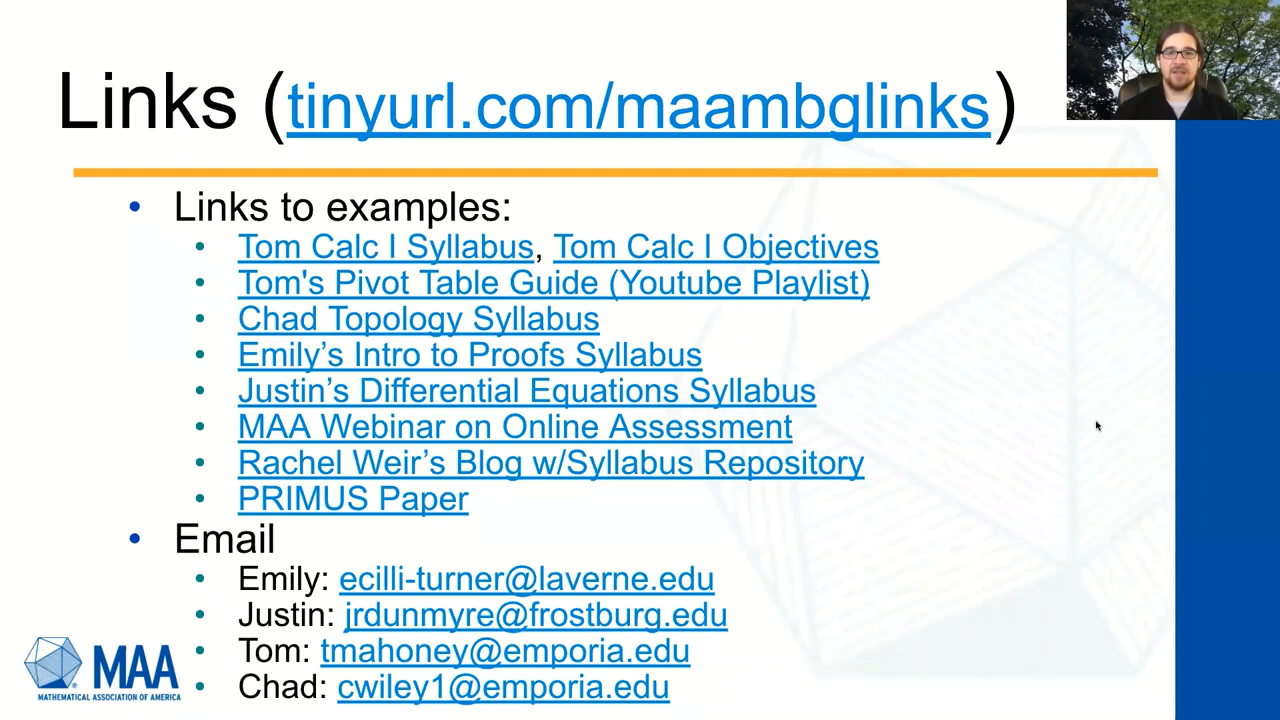 Links (tinyurl.com/maambglinks)
• Links to examples:
• Tom Calc I Syllabus, Tom Calc I Objectives
• Tom's Pivot Table Guide (Youtube Playlist)
• Chad Topology Syllabus
• Emily’s Intro to Proofs Syllabus
• Justin’s Differential Equations Syllabus
• MAA Webinar on Online Assessment
• Rachel Weir’s Blog w/Syllabus Repository
• PRIMUS Paper
• Email
• Emily: ecilli-turner@laverne.edu
• Justin: jrdunmyre@frostburg.edu
• Tom: tmahoney@emporia.edu
• Chad: cwiley1@emporia.edu
MAA
MATHEMATICAL ASSOCIATION OF AMERICA